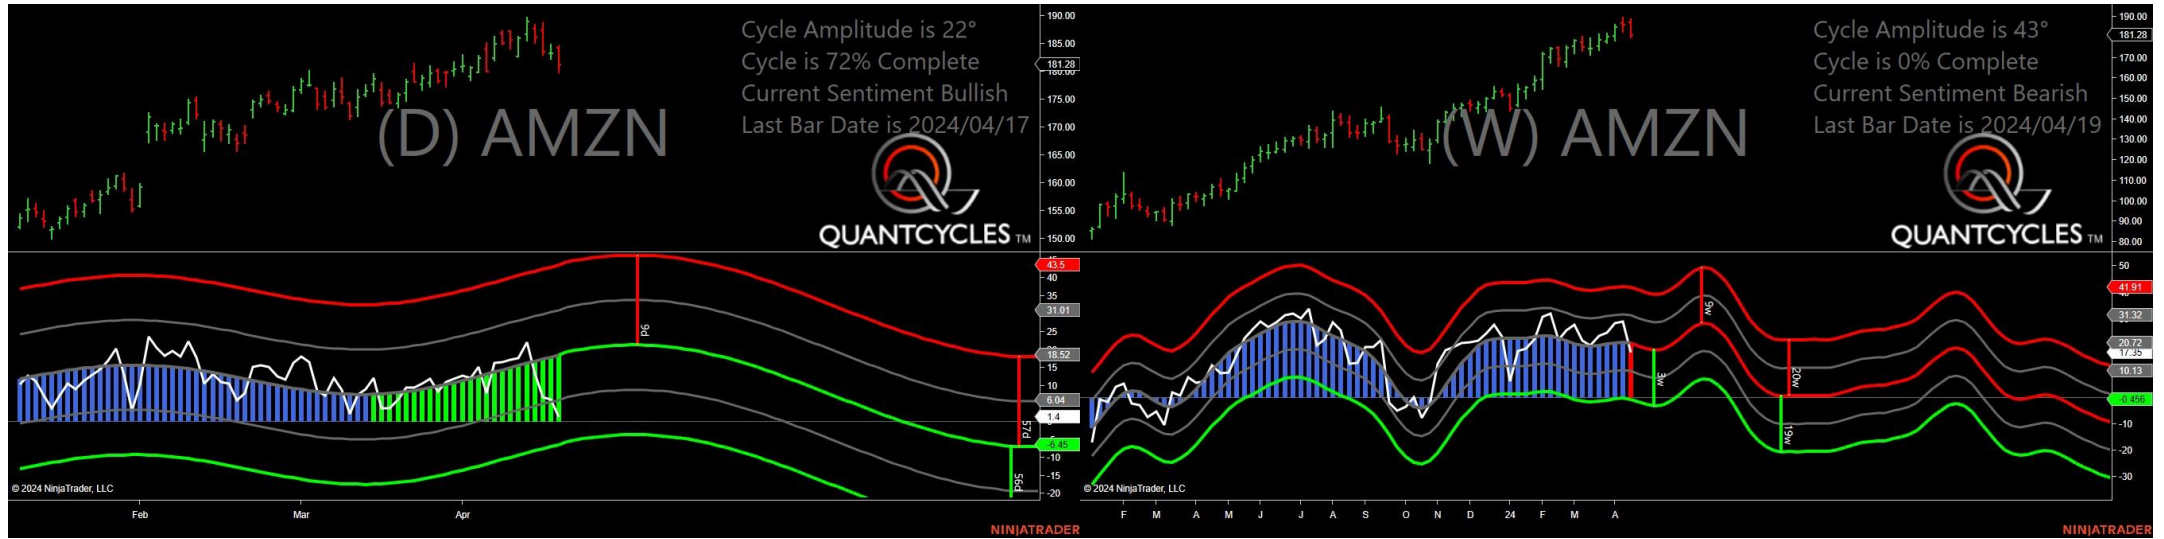 Cycle Amplitude is 22°
Cycle is 72% Complete
Current Sentiment Bullish
Last Bar Date is 2024/04/17
(D) AMZN
QUANTCYCLES TM
190.00
185.00
181.28
180.00
175.00
170.00
165.00
160.00
155.00
150.00
43.5
40
35
31.01
25
18.52
15
10
6.04
1.4
-6.45
-10
-15
-20
9d
57d
56d
© 2024 NinjaTrader, LLC
Feb
Mar
Apr
NINJATRADER
Cycle Amplitude is 43°
Cycle is 0% Complete
Current Sentiment Bearish
Last Bar Date is 2024/04/19
(W) AMZN
QUANTCYCLES TM
190.00
181.28
170.00
160.00
150.00
140.00
130.00
120.00
110.00
100.00
90.00
80.00
50
41.91
31.32
20.72
17.35
10.13
-0.456
-10
-20
-30
9w
3w
20w
19w
© 2024 NinjaTrader, LLC
F M A M J J A S O N D 24 F M A
NINJATRADER